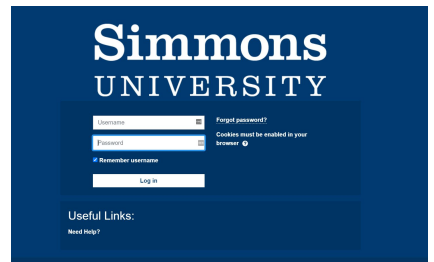 Simmons
UNIVERSITY
Username
Password
Remember username
Log in
Forgot password?
Cookies must be enabled in your
browser
Useful Links:
Need Help?